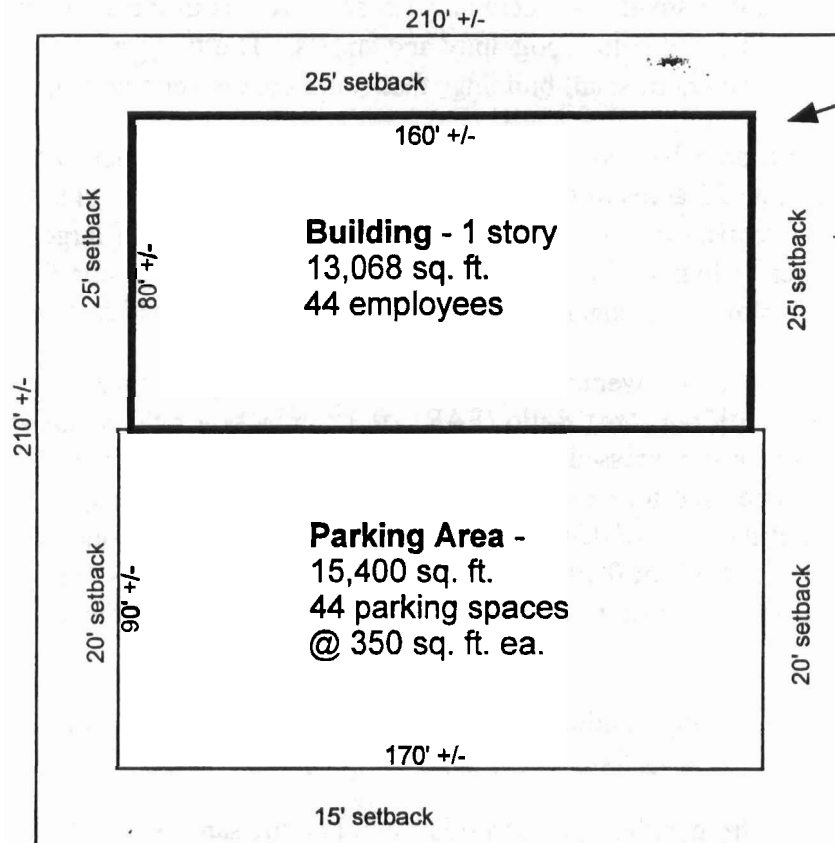 210' +/-
25' setback
160' +/-
25' setback
80' +/-
Building - 1 story
13,068 sq. ft.
44 employees
25' setback
210' +/-
20' setback
90' +/-
Parking Area -
15,400 sq. ft.
44 parking spaces
@ 350 sq. ft. ea.
20' setback
170' +/-
15' setback